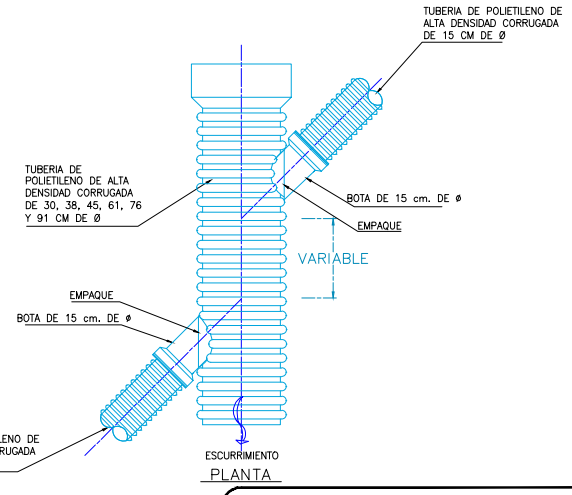 TUBERIA DE POLIETILENO DE
ALTA DENSIDAD CORRUGADA
DE 15 CM DE Ø
TUBERIA DE
POLIETILENO DE ALTA
DENSIDAD CORRUGADA
DE 30, 38, 45, 61, 76
Y 91 CM DE Ø
BOTA DE 15 cm. DE ø
EMPAQUE
VARIABLE
EMPAQUE
BOTA DE 15 cm. DE ø
LENO DE
RUGADA
ESCURRIMIENTO
PLANTA